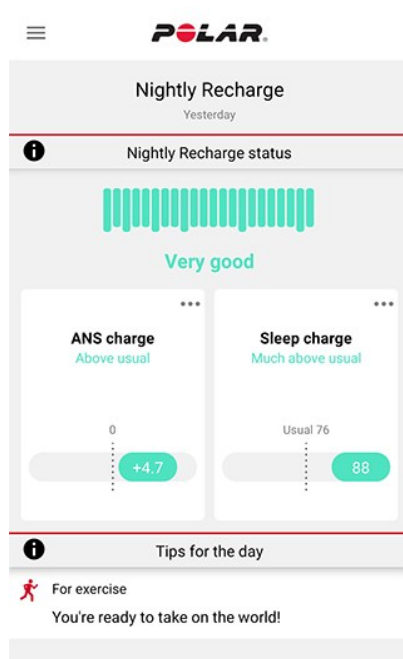 POLAR.
Nightly Recharge
Yesterday
Nightly Recharge status
Very good
ANS charge
Above usual
0
+4.7
Sleep charge
Much above usual
Usual 76
88
Tips for the day
For exercise
You're ready to take on the world!